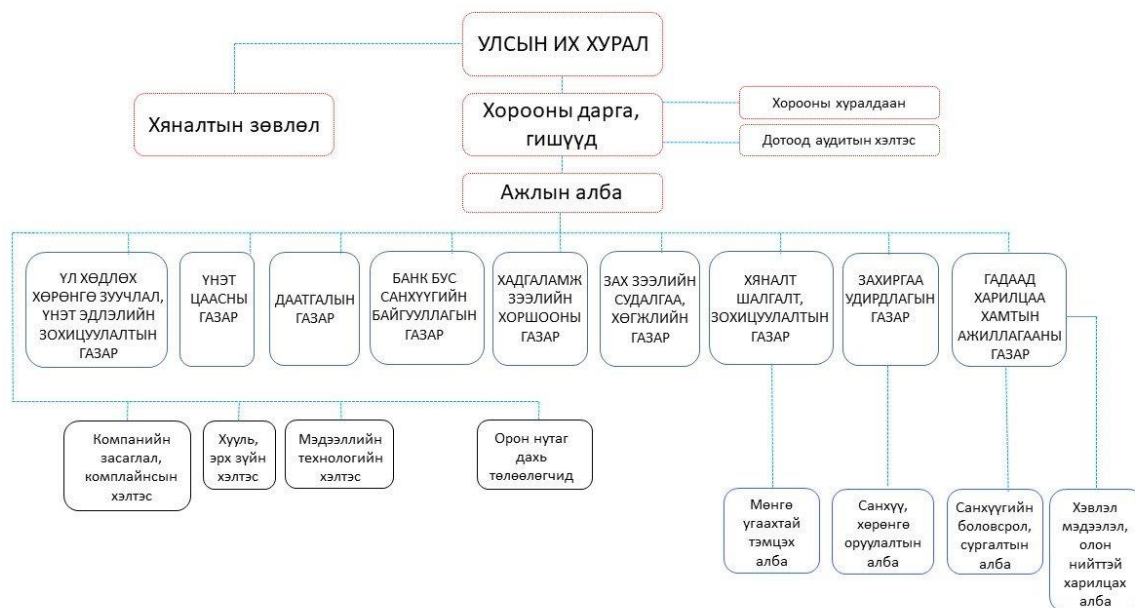 УЛСЫН ИХ ХУРАЛ
Хяналтын зөвлөл
Хорооны дарга,
гишүүд
Хорооны хуралдаан
Дотоод аудитын хэлтэс
Ажлын алба
ҮЛ ХӨДЛӨХ
ХӨРӨНГӨ ЗУУЧЛАЛ,
ҮНЭТ ЭДЛЭЛИЙН
ЗОХИЦУУЛАЛТЫН
ГАЗАР
ҮНЭТ
ЦААСНЫ
ГАЗАР
ДААТГАЛЫН
ГАЗАР
БАНК БУС
САНХҮҮГИЙН
БАЙГУУЛЛАГЫН
ГАЗАР
ХАДГАЛАМЖ
ЗЭЭЛИЙН
ХОРШООНЫ
ГАЗАР
ЗАХ ЗЭЭЛИЙН
СУДАЛГАА,
ХӨГЖЛИЙН
ГАЗАР
ХЯНАЛТ
ШАЛГАЛТ,
ЗОХИЦУУЛАЛТЫН
ГАЗАР
ЗАХИРГАА
УДИРДЛАГЫН
ГАЗАР
ГАДААД
ХАРИЛЦАА
ХАМТЫН
АЖИЛЛАГААНЫ
ГАЗАР
Компанийн
засаглал,
комплайнсын
хэлтэс
Хууль,
эрх зүйн
хэлтэс
Мэдээллийн
технологийн
хэлтэс
Орон нутаг
дахь
төлөөлөгчид
Мөнгө
угаахтай
тэмцэх
алба
Санхүү,
хөрөнгө
оруулалтын
алба
Санхүүгийн
боловсрол,
сургалтын
алба
Хэвлэл
мэдээлэл,
олон
нийттэй
харилцах
алба